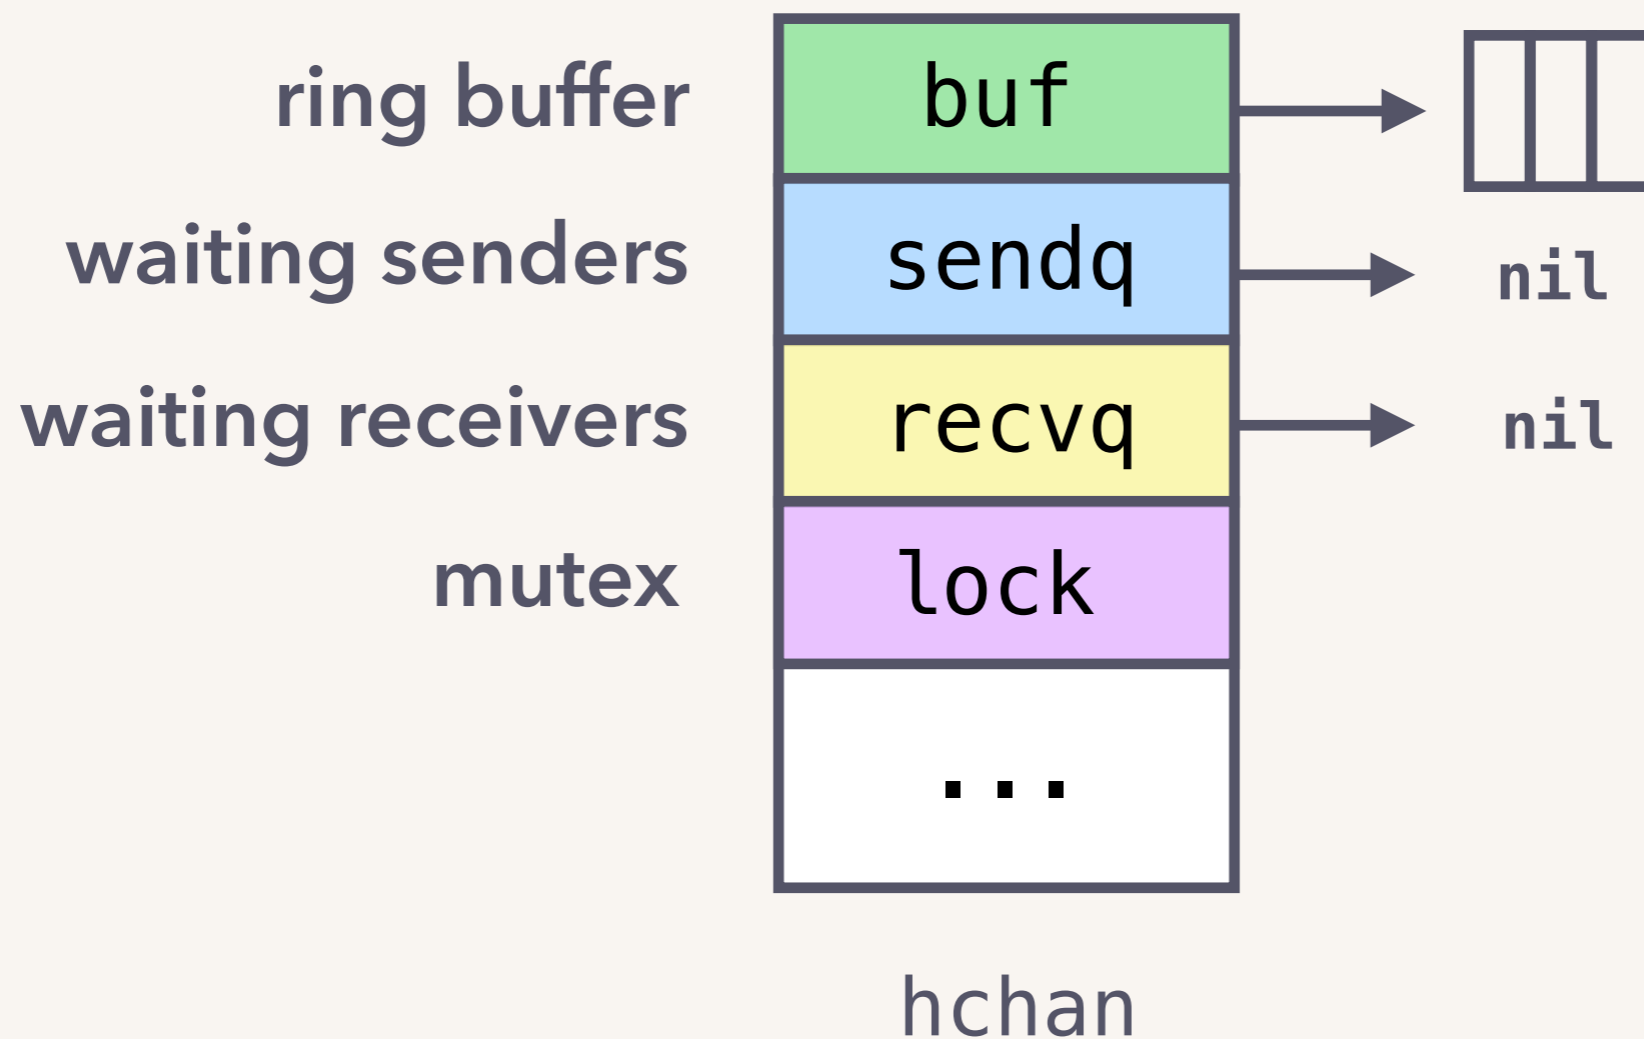 ring buffer buf
waiting senders sendq nil
waiting receivers recvq nil
mutex lock
...
hchan